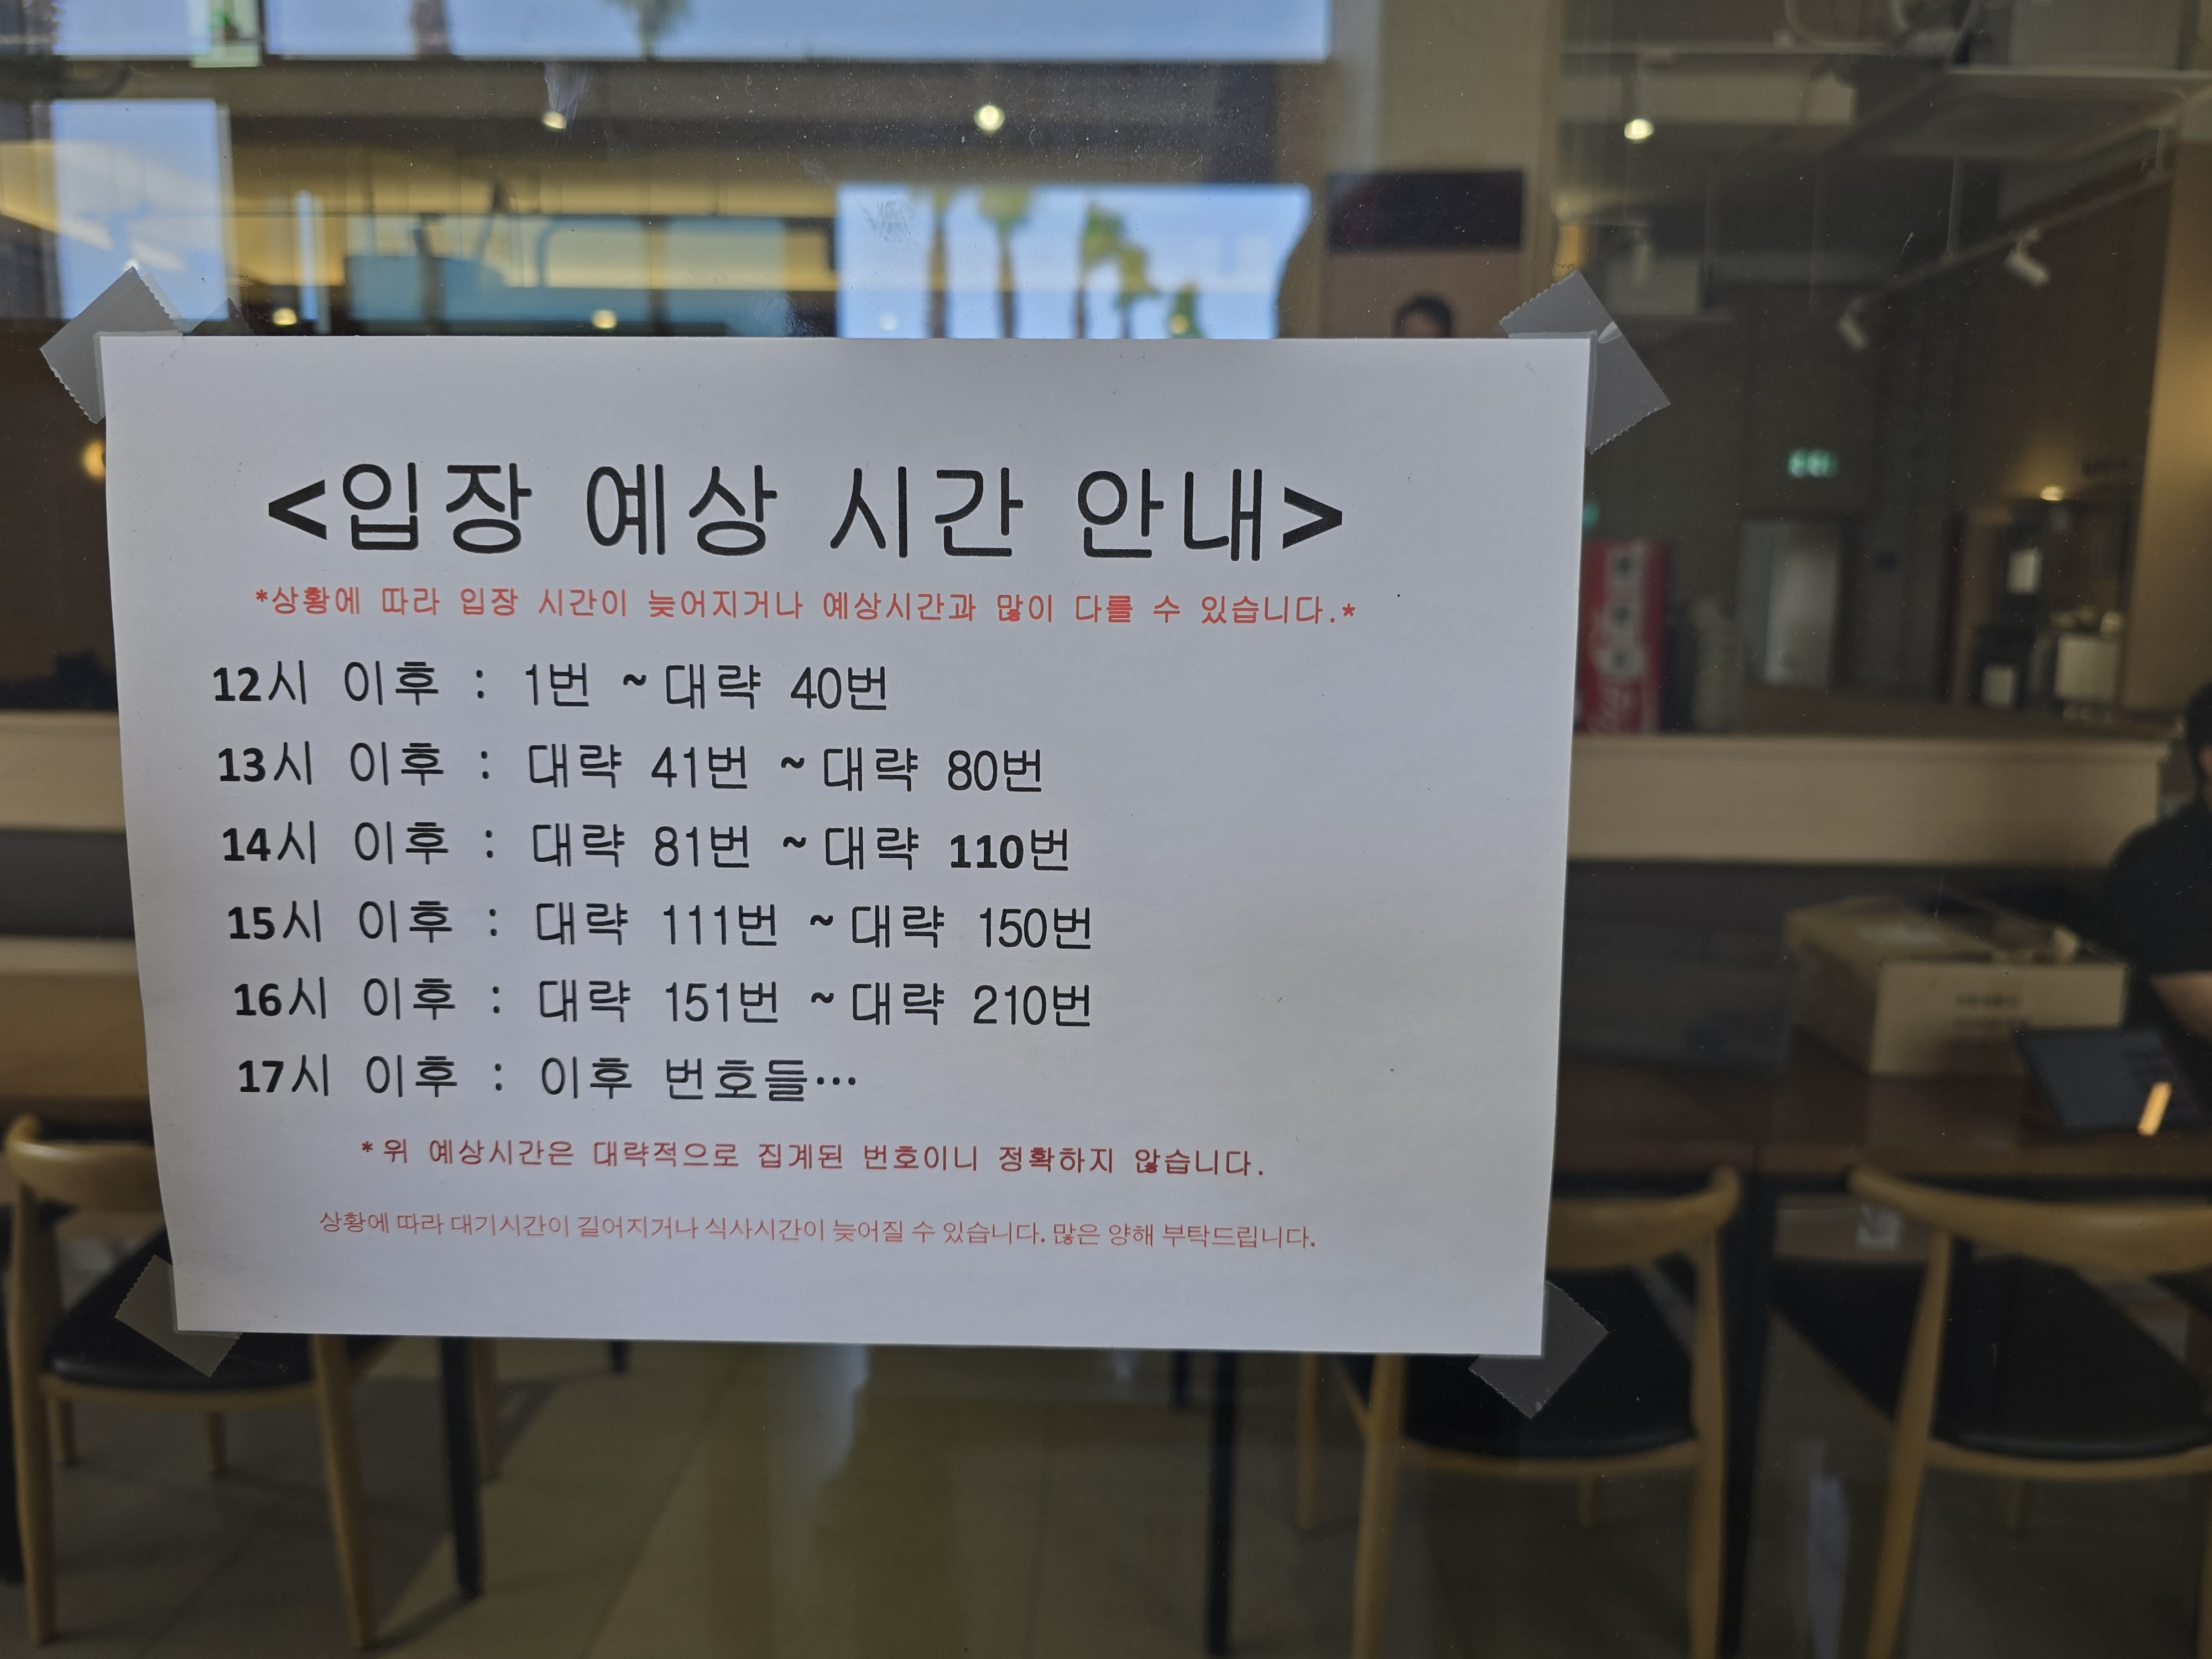 <입장 예상 시간 안내>
*상황에 따라 입장 시간이 늦어지거나 예상시간과 많이 다를 수 있습니다.*
12시 이후 : 1번 ~ 대략 40번
13시 이후 : 대략 41번 ~ 대략 80번
14시 이후 : 대략 81번 ~ 대략 110번
15시 이후 : 대략 111번 ~ 대략 150번
16시 이후 : 대략 151번 ~ 대략 210번
17시 이후 : 이후 번호들…
*위 예상시간은 대략적으로 집계된 번호이니 정확하지 않습니다.
상황에 따라 대기시간이 길어지거나 식사시간이 늦어질 수 있습니다. 많은 양해 부탁드립니다.